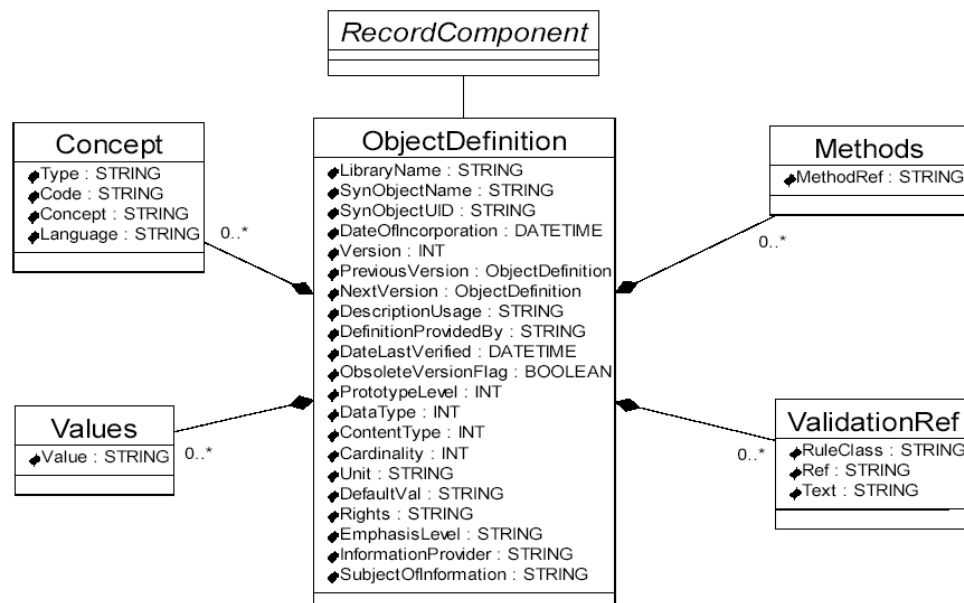 RecordComponent
Concept
Type : STRING
Code : STRING
Concept : STRING
Language : STRING
0..*
ObjectDefinition
LibraryName : STRING
SynObjectName : STRING
SynObjectUID : STRING
DateOfIncorporation : DATETIME
Version : INT
PreviousVersion : ObjectDefinition
NextVersion : ObjectDefinition
DescriptionUsage : STRING
DefinitionProvidedBy : STRING
DateLastVerified : DATETIME
ObsoleteVersionFlag : BOOLEAN
PrototypeLevel : INT
DataType : INT
ContentType : INT
Cardinality : INT
Unit : STRING
DefaultVal : STRING
Rights : STRING
EmphasisLevel : STRING
InformationProvider : STRING
SubjectOfInformation : STRING
Methods
MethodRef : STRING
0..*
Values
Value : STRING
0..*
ValidationRef
RuleClass : STRING
Ref : STRING
Text : STRING
0..*